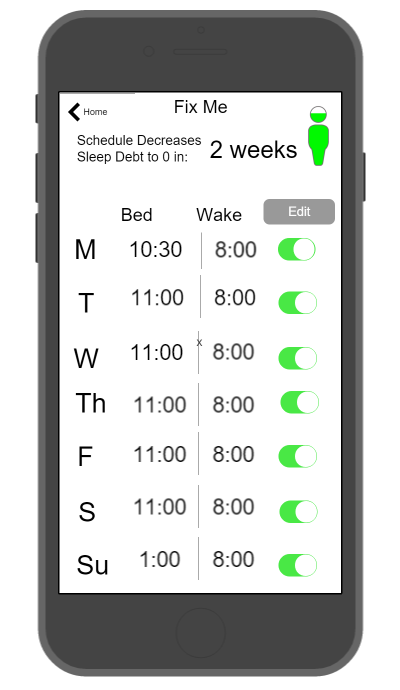 Home
Fix Me
Schedule Decreases
Sleep Debt to 0 in:
2 weeks
Bed Wake Edit
M 10:30 8:00
T 11:00 8:00
W 11:00 x 8:00
Th 11:00 8:00
F 11:00 8:00
S 11:00 8:00
Su 1:00 8:00